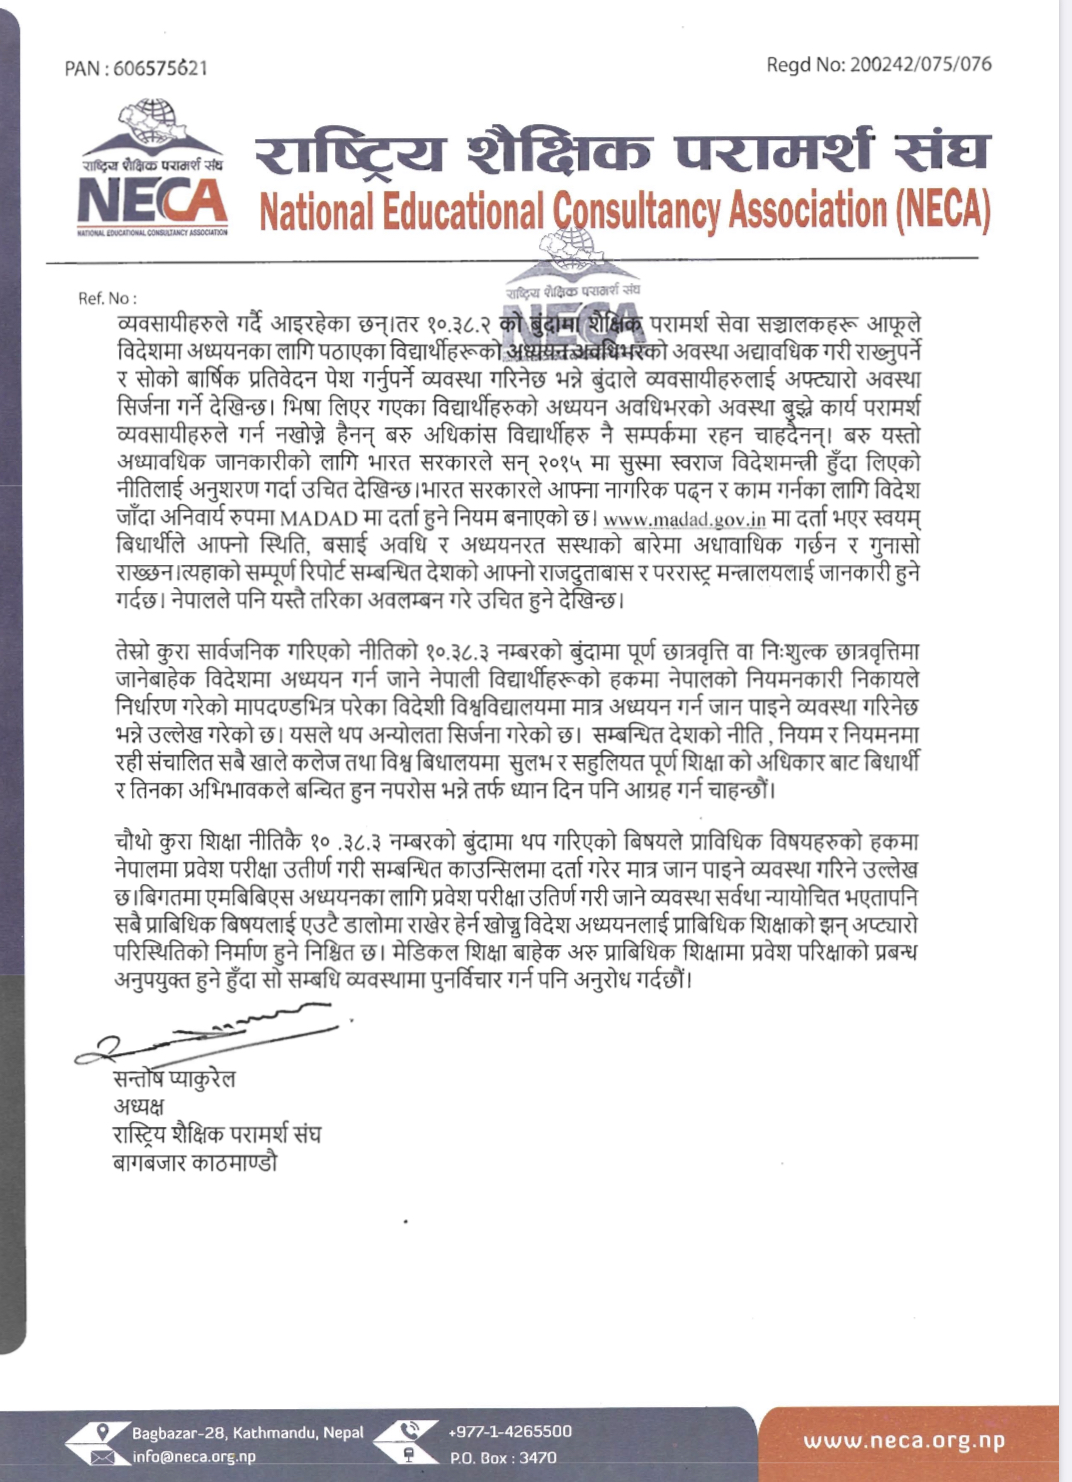 PAN : 606575621
Regd No: 200242/075/076
राष्ट्रिय शैक्षिक परामर्श संघ
NECA
NATIONAL EDUCATIONAL CONSULTANCY ASSOCIATION
राष्ट्रिय शैक्षिक परामर्श संघ
National Educational Consultancy Association (NECA)
राष्ट्रिय शैक्षिक परामर्श संघ
NECA
Ref. No :
व्यवसायीहरुले गर्दै आइरहेका छन्।तर १०.३८.२ को बुंदामा शैक्षिक परामर्श सेवा सञ्चालकहरू आफूले
विदेशमा अध्ययनका लागि पठाएका विद्यार्थीहरूको अध्ययन अवधिभरको अवस्था अद्यावधिक गरी राख्नुपर्ने
र सोको बार्षिक प्रतिवेदन पेश गर्नुपर्ने व्यवस्था गरिनेछ भन्ने बुंदाले व्यवसायीहरुलाई अफ्ट्यारो अवस्था
सिर्जना गर्ने देखिन्छ। भिषा लिएर गएका विद्यार्थीहरुको अध्ययन अवधिभरको अवस्था बुझ्ने कार्य परामर्श
व्यवसायीहरुले गर्न नखोज्ने हैनन् बरु अधिकांस विद्यार्थीहरु नै सम्पर्कमा रहन चाहदैनन्। बरु यस्तो
अध्यावधिक जानकारीको लागि भारत सरकारले सन् २०१५ मा सुस्मा स्वराज विदेशमन्त्री हुँदा लिएको
नीतिलाई अनुशरण गर्दा उचित देखिन्छ।भारत सरकारले आफ्ना नागरिक पढ्न र काम गर्नका लागि विदेश
जाँदा अनिवार्य रुपमा MADAD मा दर्ता हुने नियम बनाएको छ। www.madad.gov.in मा दर्ता भएर स्वयम्
बिधार्थीले आफ्नो स्थिति, बसाई अवधि र अध्ययनरत सस्थाको बारेमा अधावाधिक गर्छन र गुनासो
राख्छन।त्यहाको सम्पूर्ण रिपोर्ट सम्बन्धित देशको आफ्नो राजदुताबास र पररास्ट्र मन्त्रालयलाई जानकारी हुने
गर्दछ। नेपालले पनि यस्तै तरिका अवलम्बन गरे उचित हुने देखिन्छ।
तेस्रो कुरा सार्वजनिक गरिएको नीतिको १०.३८.३ नम्बरको बुंदामा पूर्ण छात्रवृत्ति वा निःशुल्क छात्रवृत्तिमा
जानेबाहेक विदेशमा अध्ययन गर्न जाने नेपाली विद्यार्थीहरूको हकमा नेपालको नियमनकारी निकायले
निर्धारण गरेको मापदण्डभित्र परेका विदेशी विश्वविद्यालयमा मात्र अध्ययन गर्न जान पाइने व्यवस्था गरिनेछ
भन्ने उल्लेख गरेको छ। यसले थप अन्योलता सिर्जना गरेको छ। सम्बन्धित देशको नीति , नियम र नियमनमा
रही संचालित सबै खाले कलेज तथा विश्व बिधालयमा सुलभ र सहुलियत पूर्ण शिक्षा को अधिकार बाट बिधार्थी
र तिनका अभिभावकले बन्चित हुन नपरोस भन्ने तर्फ ध्यान दिन पनि आग्रह गर्न चाहन्छौं।
चौथो कुरा शिक्षा नीतिकै १० .३८.३ नम्बरको बुंदामा थप गरिएको बिषयले प्राविधिक विषयहरुको हकमा
नेपालमा प्रवेश परीक्षा उतीर्ण गरी सम्बन्धित काउन्सिलमा दर्ता गरेर मात्र जान पाइने व्यवस्था गरिने उल्लेख
छ।बिगतमा एमबिबिएस अध्ययनका लागि प्रवेश परीक्षा उतिर्ण गरी जाने व्यवस्था सर्वथा न्यायोचित भएतापनि
सबै प्राबिधिक बिषयलाई एउटै डालोमा राखेर हेर्न खोज्नु विदेश अध्ययनलाई प्राबिधिक शिक्षाको झन् अप्ट्यारो
परिस्थितिको निर्माण हुने निश्चित छ। मेडिकल शिक्षा बाहेक अरु प्राबिधिक शिक्षामा प्रवेश परिक्षाको प्रबन्ध
अनुपयुक्त हुने हुँदा सो सम्बधि व्यवस्थामा पुनर्विचार गर्न पनि अनुरोध गर्दछौं।
सन्तोष प्याकुरेल
अध्यक्ष
रास्ट्रिय शैक्षिक परामर्श संघ
बागबजार काठमाण्डौ
Bagbazar-28, Kathmandu, Nepal
info@neca.org.np
+977-1-4265500
P.O. Box : 3470
www.neca.org.np